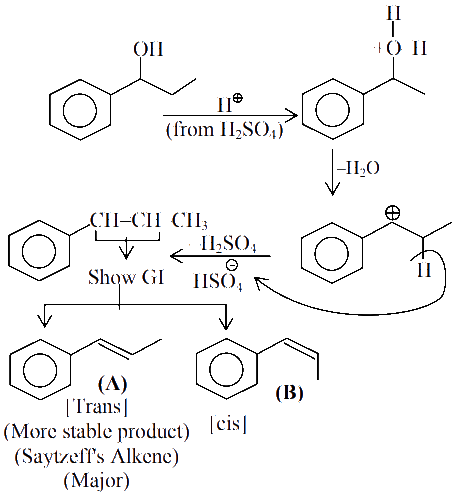 OH
H⊕
(from H₂SO₄)
H
+O H
–H₂O
CH–CH CH₃
Show GI
H₂SO₄
HSO₄⊖
⊕
H
(A)
[Trans]
(More stable product)
(Saytzeff's Alkene)
(Major)
(B)
[cis]